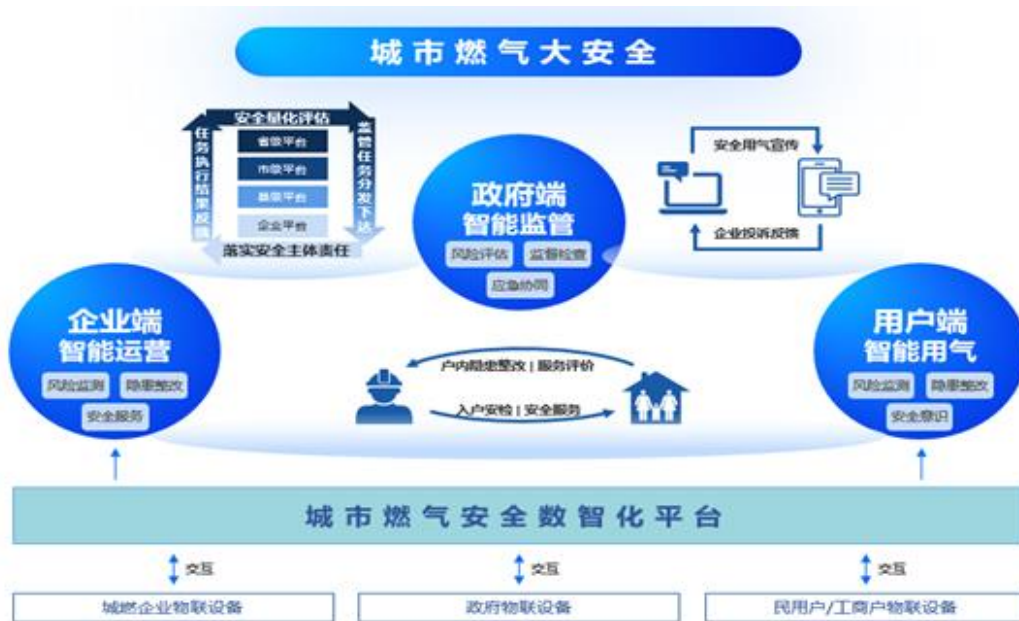 城市燃气大安全
安全量化评估
任务执行结果反馈
监管任务分发下达
省级平台
市级平台
县级平台
企业平台
落实安全主体责任
政府端
智能监管
风险评估
监督检查
应急协同
安全用气宣传
企业投诉反馈
企业端
智能运营
风险监测
隐患整改
安全服务
户内隐患整改 | 服务评价
入户安检 | 安全服务
用户端
智能用气
风险监测
隐患整改
安全意识
城市燃气安全数智化平台
交互
交互
交互
城燃企业物联设备
政府物联设备
民用户/工商户物联设备